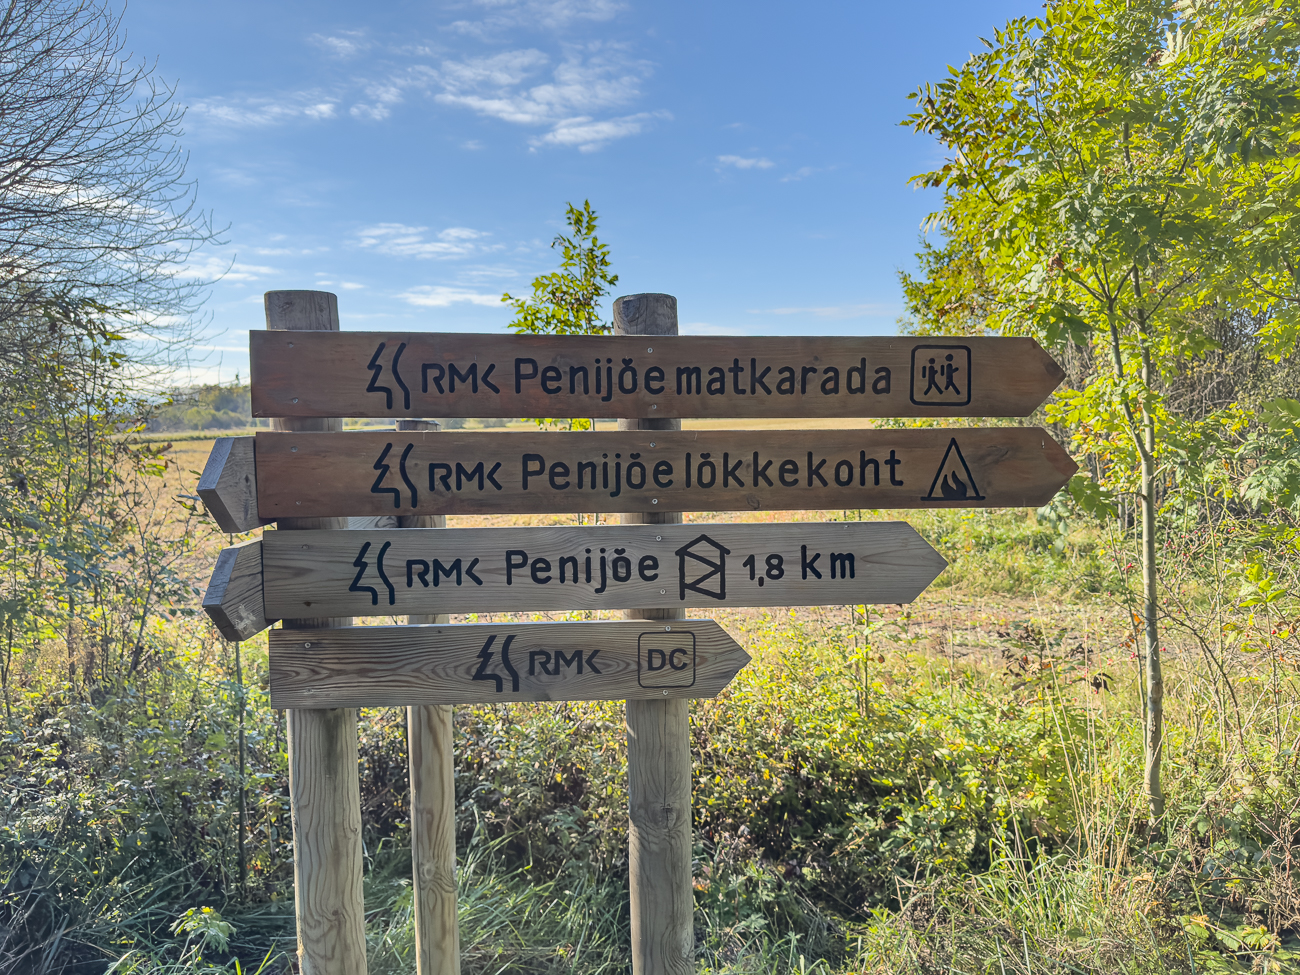 RMK Penijõe matkarada
RMK Penijõe lõkkekoht
RMK Penijõe 1,8 km
RMK DC